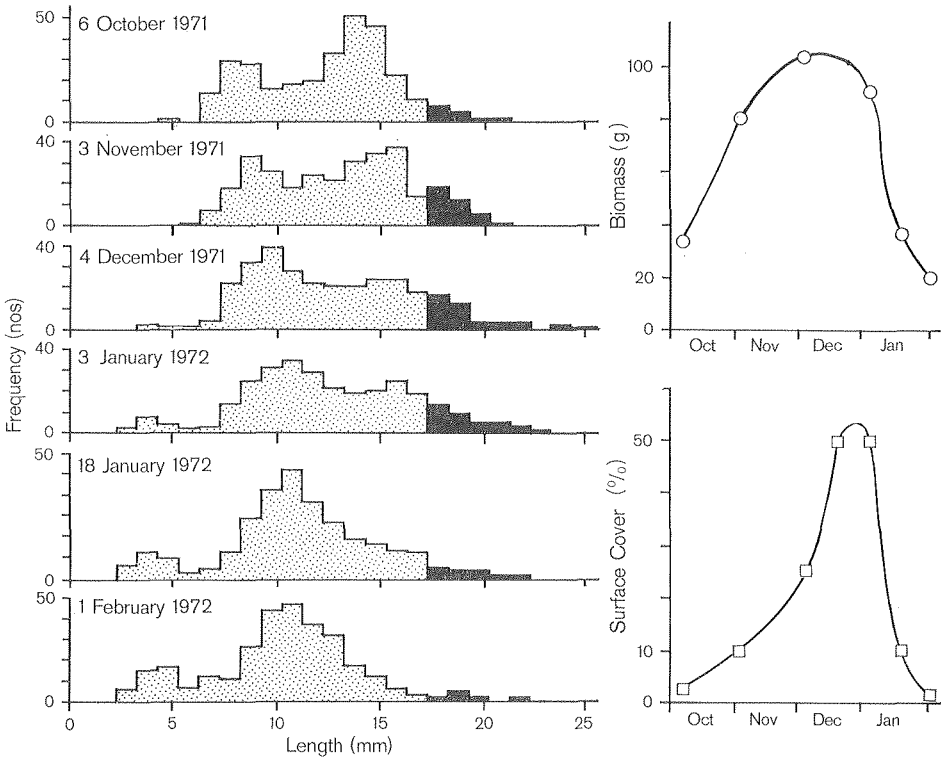 50
6 October 1971
0
40
3 November 1971
0
40
4 December 1971
0
40
3 January 1972
0
50
18 January 1972
0
50
1 February 1972
0
0 5 10 15 20 25
Length (mm)
Frequency (nos)
100
20
0
Biomass (g)
Oct Nov Dec Jan
50
10
0
Surface Cover (%)
Oct Nov Dec Jan